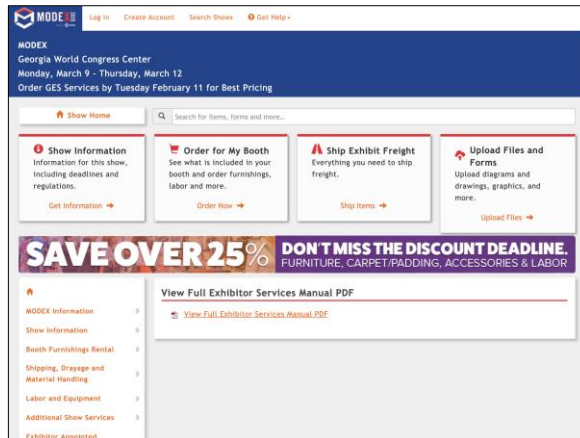 MODEX
Log In
Create Account
Search Shows
Get Help
MODEX
Georgia World Congress Center
Monday, March 9 - Thursday, March 12
Order GES Services by Tuesday February 11 for Best Pricing
Show Home
Search for items, forms and more...
Show Information
Information for this show,
including deadlines and
regulations.
Get Information
Order for My Booth
See what is included in your
booth and order furnishings,
labor and more.
Order Now
Ship Exhibit Freight
Everything you need to ship
freight.
Ship Items
Upload Files and
Forms
Upload diagrams and
drawings, graphics, and
more.
Upload Files
SAVE OVER 25%
DON'T MISS THE DISCOUNT DEADLINE.
FURNITURE, CARPET/PADDING, ACCESSORIES & LABOR
MODEX Information
Show Information
Booth Furnishings Rental
Shipping, Drayage and
Material Handling
Labor and Equipment
Additional Show Services
Exhibitor Appointed
View Full Exhibitor Services Manual PDF
View Full Exhibitor Services Manual PDF